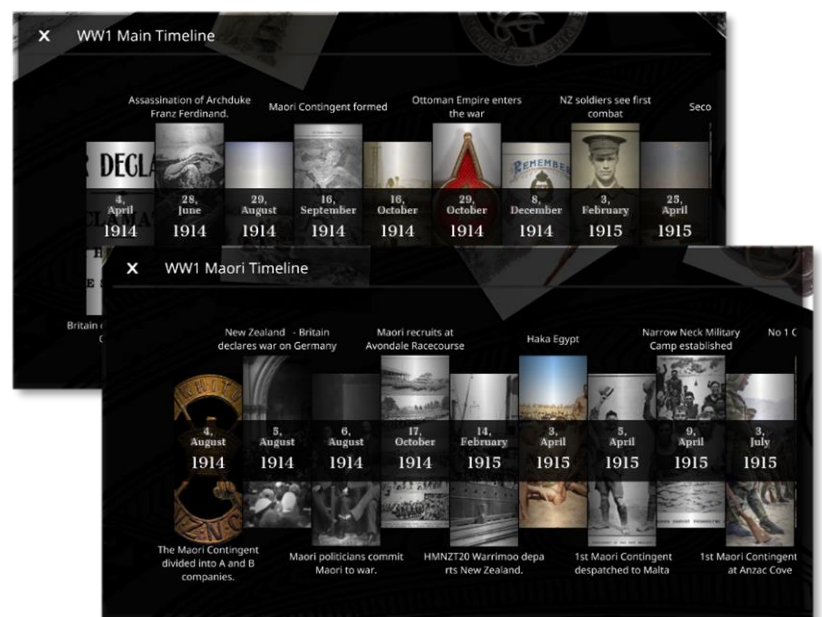 X WW1 Main Timeline
Assassination of Archduke
Franz Ferdinand.
Maori Contingent formed
Ottoman Empire enters
the war
NZ soldiers see first
combat
Seco
DECLA
REMEMBE
4,
April
1914
28,
June
1914
29,
August
1914
16,
September
1914
16,
October
1914
29,
October
1914
8,
December
1914
3,
February
1915
25,
April
1915
Britain
X WW1 Maori Timeline
New Zealand - Britain
declares war on Germany
Maori recruits at
Avondale Racecourse
Haka Egypt
Narrow Neck Military
Camp established
No 1 C
4,
August
1914
5,
August
1914
6,
August
1914
17,
October
1914
14,
February
1915
3,
April
1915
5,
April
1915
9,
April
1915
3,
July
1915
The Maori Contingent
divided into A and B
companies.
Maori politicians commit
Maori to war.
HMNZT20 Warrimoo depa
rts New Zealand.
1st Maori Contingent
despatched to Malta
1st Maori Contingent
at Anzac Cove